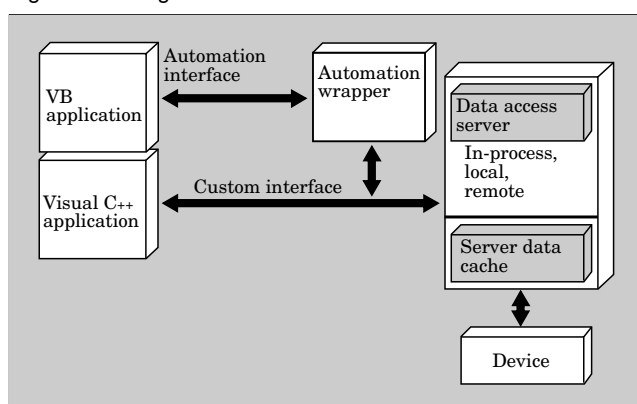 VB
application
Automation
interface
Automation
wrapper
Data access
server
In-process,
local,
remote
Visual C++
application
Custom interface
Server data
cache
Device